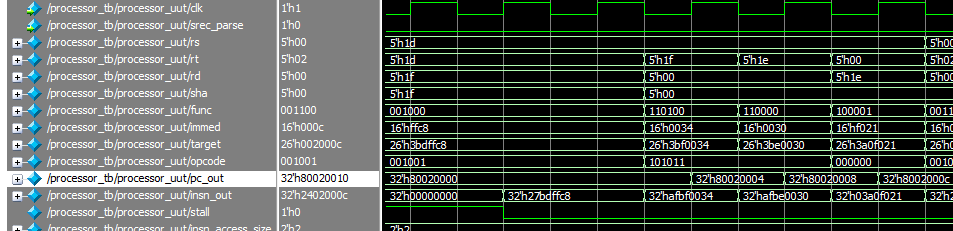 /processor_tb/processor_uut/clk 1'h1
/processor_tb/processor_uut/srec_parse 1'h0
/processor_tb/processor_uut/rs 5'h00 5'h1d 5'h00
/processor_tb/processor_uut/rt 5'h02 5'h1d 5'h1f 5'h1e 5'h00 5'h02
/processor_tb/processor_uut/rd 5'h00 5'h1f 5'h00 5'h1e 5'h00
/processor_tb/processor_uut/sha 5'h00 5'h1f 5'h00
/processor_tb/processor_uut/func 001100 001000 110100 110000 100001 0011
/processor_tb/processor_uut/immed 16'h000c 16'hffc8 16'h0034 16'h0030 16'hf021 16'h0
/processor_tb/processor_uut/target 26'h002000c 26'h3bdffc8 26'h3bf0034 26'h3be0030 26'h3a0f021 26'h0
/processor_tb/processor_uut/opcode 001001 001001 101011 000000 0010
/processor_tb/processor_uut/pc_out 32'h80020010 32'h80020000 32'h80020004 32'h80020008 32'h8002000c
/processor_tb/processor_uut/insn_out 32'h2402000c 32'h00000000 32'h27bdffc8 32'hafbf0034 32'hafbe0030 32'h03a0f021 32'h2
/processor_tb/processor_uut/stall 1'h0
/processor_tb/processor_uut/insn_access_size 2'h2 2'h2